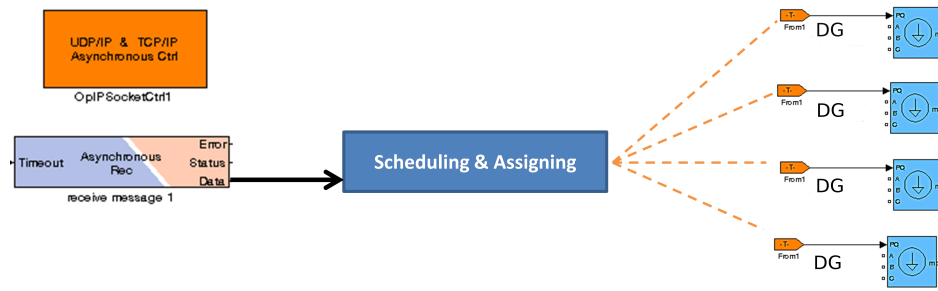 UDP/IP & TCP/IP
Asynchronous Ctrl
OpIPSocketCtrl1
Timeout
Asynchronous
Rec
Error
Status
Data
receive message 1
Scheduling & Assigning
-T-
From1
DG
PQ
A
B
C
m
-T-
From1
DG
PQ
A
B
C
m
-T-
From1
DG
PQ
A
B
C
m
-T-
From1
DG
PQ
A
B
C